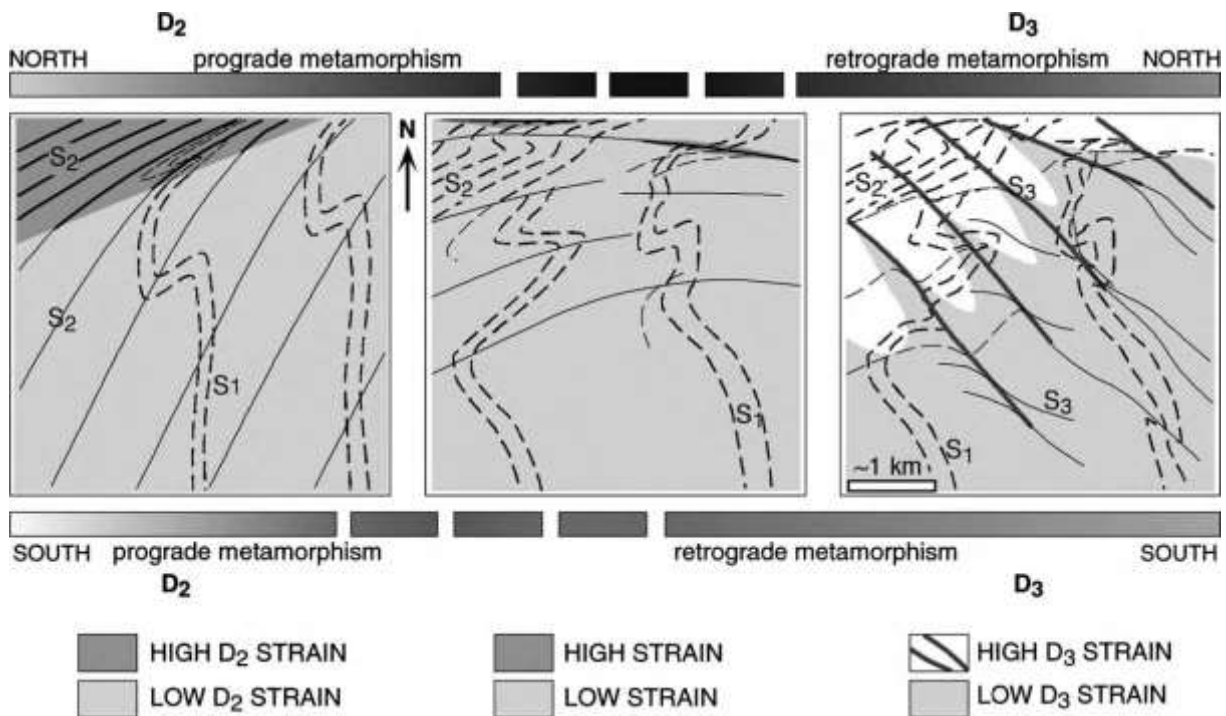 D2 D3
NORTH prograde metamorphism retrograde metamorphism NORTH
N
S2 S2 S2 S3
S2
S1 S1 S3 S1
~1 km
SOUTH prograde metamorphism retrograde metamorphism SOUTH
D2 D3
HIGH D2 STRAIN HIGH STRAIN HIGH D3 STRAIN
LOW D2 STRAIN LOW STRAIN LOW D3 STRAIN